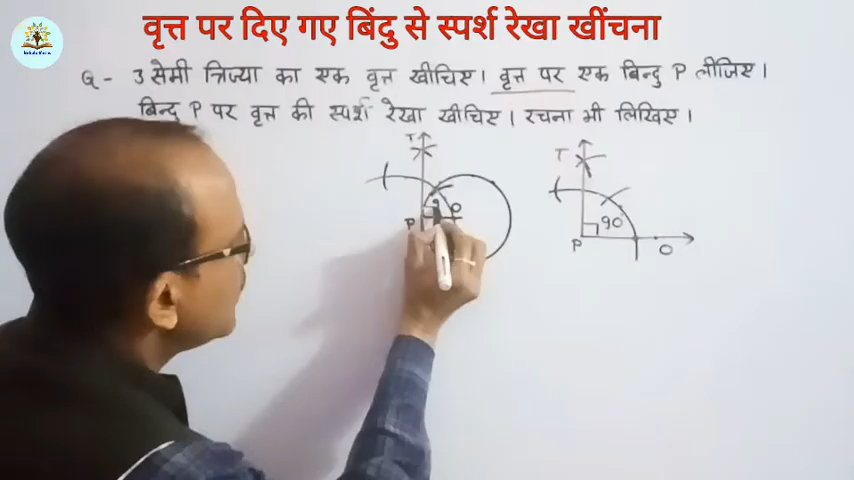 वृत्त पर दिए गए बिंदु से स्पर्श रेखा खींचना
Q- 3 सेमी त्रिज्या का एक वृत्त खीचिए। वृत्त पर एक बिन्दु P लीजिए।
बिन्दु P पर वृत्त की स्पर्श रेखा खीचिए। रचना भी लिखिए।
T
P
O
T
90
P
O